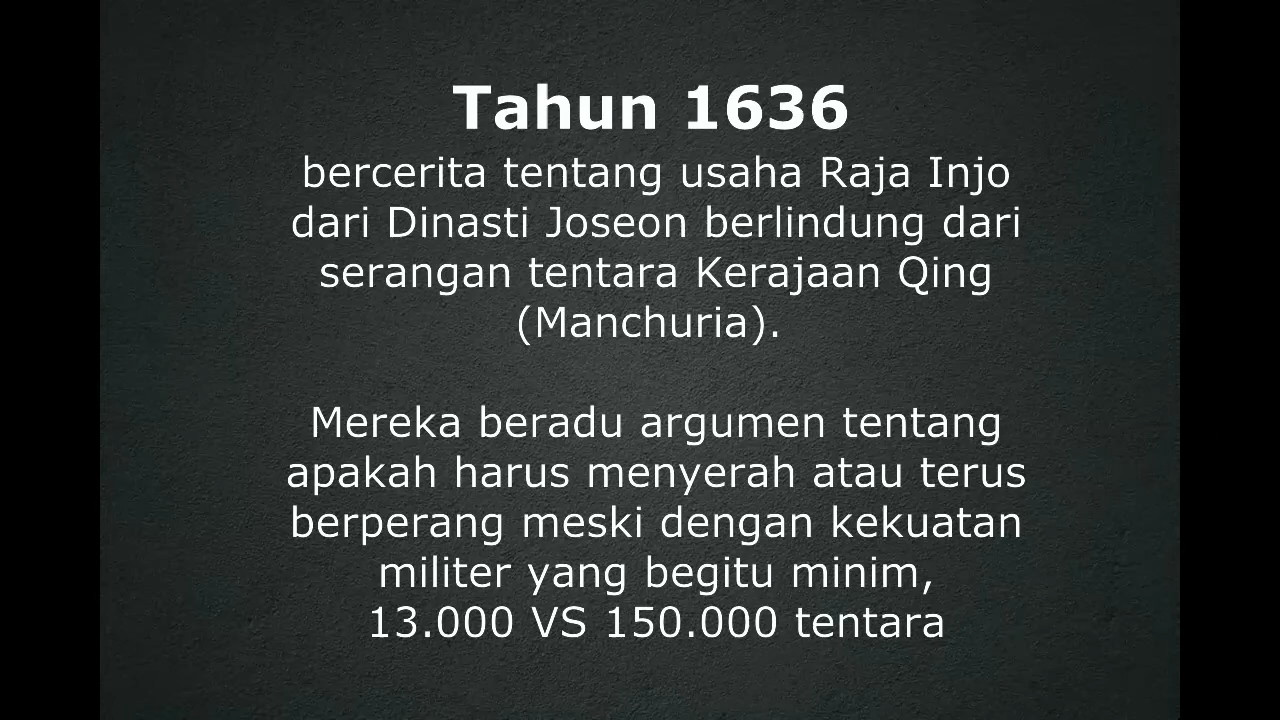 Tahun 1636
bercerita tentang usaha Raja Injo
dari Dinasti Joseon berlindung dari
serangan tentara Kerajaan Qing
(Manchuria).
Mereka beradu argumen tentang
apakah harus menyerah atau terus
berperang meski dengan kekuatan
militer yang begitu minim,
13.000 VS 150.000 tentara